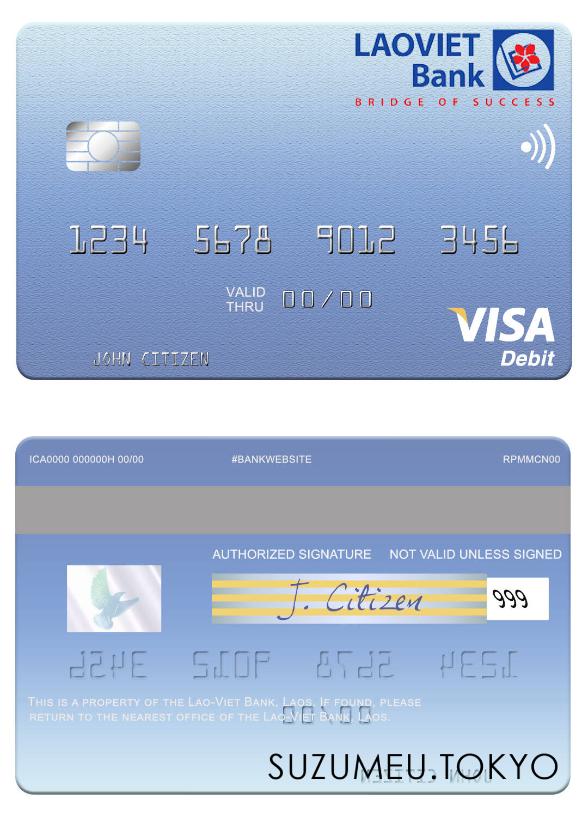 LAOVIET
Bank
BRIDGE OF SUCCESS
1234 5678 9012 3456
VALID
THRU 00/00
VISA
Debit
JOHN CITIZEN
ICA0000 000000H 00/00 #BANKWEBSITE RPMMCN00
AUTHORIZED SIGNATURE NOT VALID UNLESS SIGNED
J. Citizen 999
THIS IS A PROPERTY OF THE LAO-VIET BANK, LAOS. IF FOUND, PLEASE
RETURN TO THE NEAREST OFFICE OF THE LAO-VIET BANK, LAOS.
SUZUMEU.TOKYO